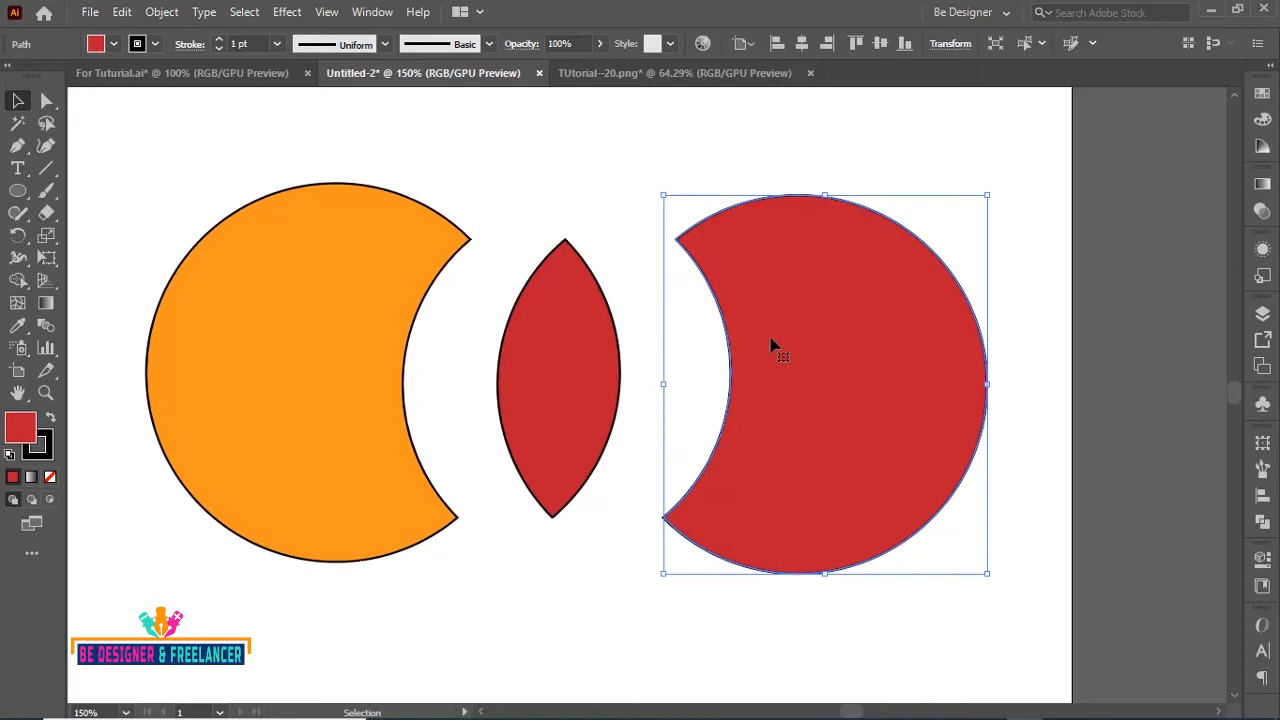 Ai File Edit Object Type Select Effect View Window Help Be Designer Search Adobe Stock
Path Stroke: 1 pt Uniform Basic Opacity: 100% Style: Transform
For Tuturial.ai* @ 100% (RGB/GPU Preview) × Untitled-2* @ 150% (RGB/GPU Preview) × TUtorial--20.png* @ 64.29% (RGB/GPU Preview) ×
BE DESIGNER & FREELANCER
150% 1 Selection